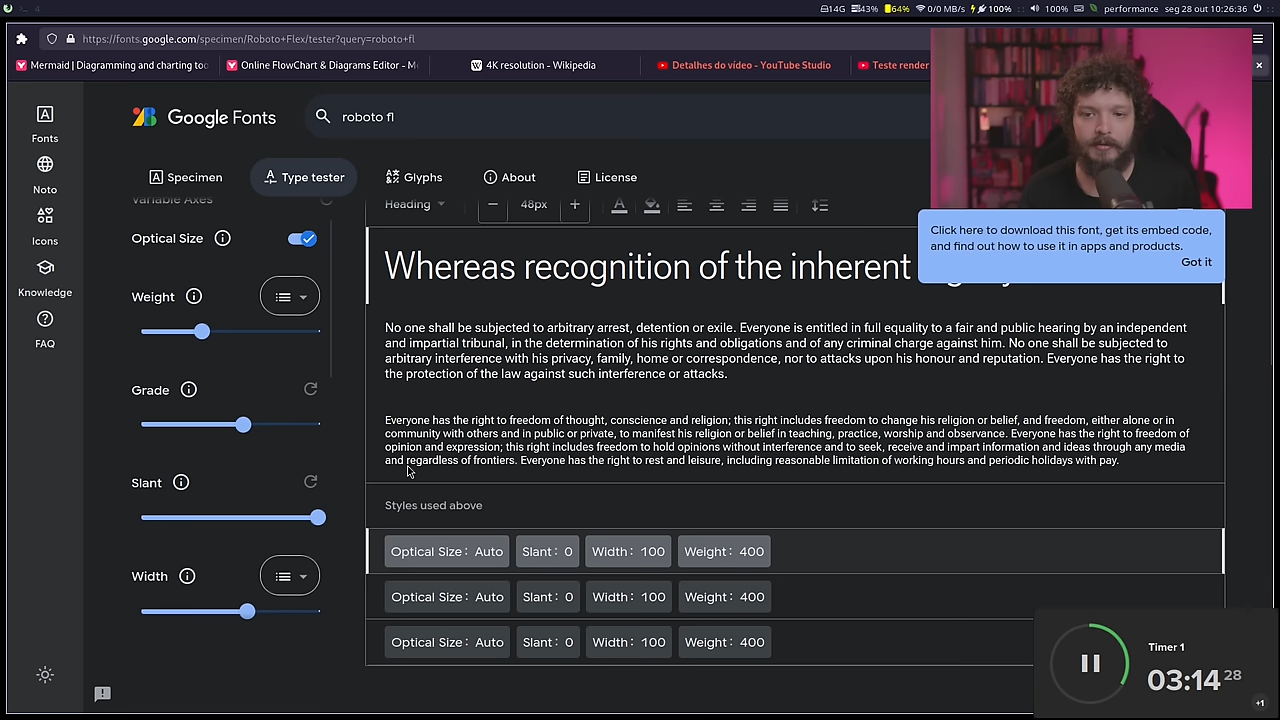 4
14G 43% 64% 0/0 MB/s 100% 100% performance seg 28 out 10:26:36
https://fonts.google.com/specimen/Roboto+Flex/tester?query=roboto+fl
Mermaid | Diagramming and charting to
Online FlowChart & Diagrams Editor - M
4K resolution - Wikipedia
Detalhes do vídeo - YouTube Studio
Teste render
Google Fonts
roboto fl
Fonts
Noto
Icons
Knowledge
FAQ
Specimen
Type tester
Glyphs
About
License
Variable Axes
Heading
48px
Optical Size
Weight
Grade
Slant
Width
Click here to download this font, get its embed code,
and find out how to use it in apps and products.
Got it
Whereas recognition of the inherent
No one shall be subjected to arbitrary arrest, detention or exile. Everyone is entitled in full equality to a fair and public hearing by an independent
and impartial tribunal, in the determination of his rights and obligations and of any criminal charge against him. No one shall be subjected to
arbitrary interference with his privacy, family, home or correspondence, nor to attacks upon his honour and reputation. Everyone has the right to
the protection of the law against such interference or attacks.
Everyone has the right to freedom of thought, conscience and religion; this right includes freedom to change his religion or belief, and freedom, either alone or in
community with others and in public or private, to manifest his religion or belief in teaching, practice, worship and observance. Everyone has the right to freedom of
opinion and expression; this right includes freedom to hold opinions without interference and to seek, receive and impart information and ideas through any media
and regardless of frontiers. Everyone has the right to rest and leisure, including reasonable limitation of working hours and periodic holidays with pay.
Styles used above
Optical Size: Auto Slant: 0 Width: 100 Weight: 400
Optical Size: Auto Slant: 0 Width: 100 Weight: 400
Optical Size: Auto Slant: 0 Width: 100 Weight: 400
Timer 1
03:14 28
+1